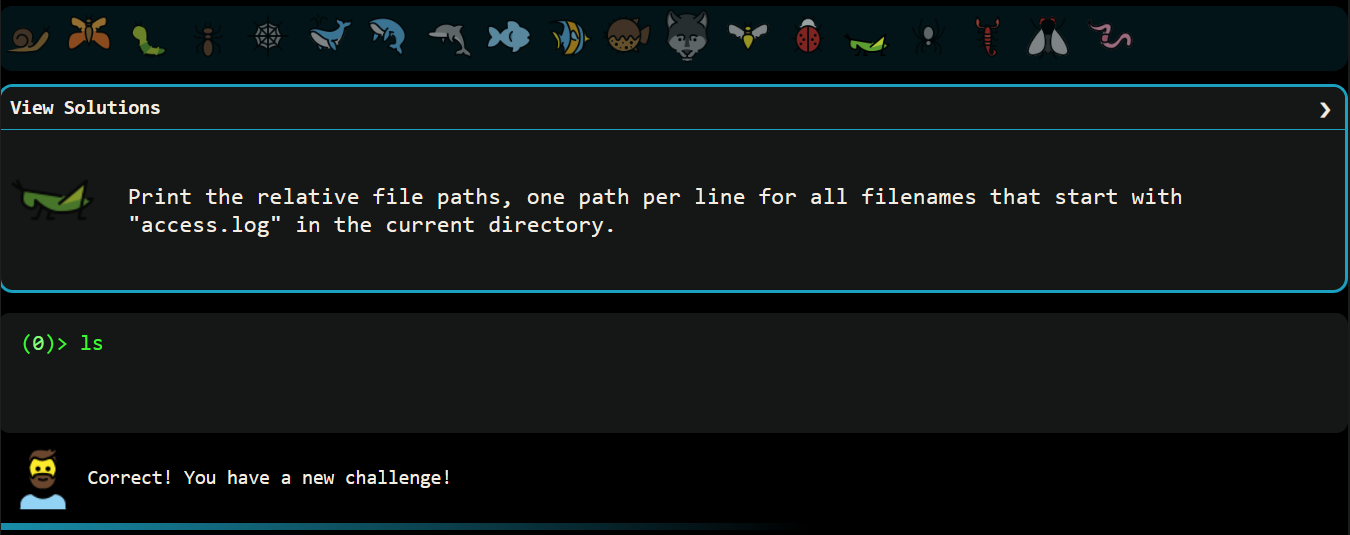 View Solutions
Print the relative file paths, one path per line for all filenames that start with
"access.log" in the current directory.
(0)> ls
Correct! You have a new challenge!